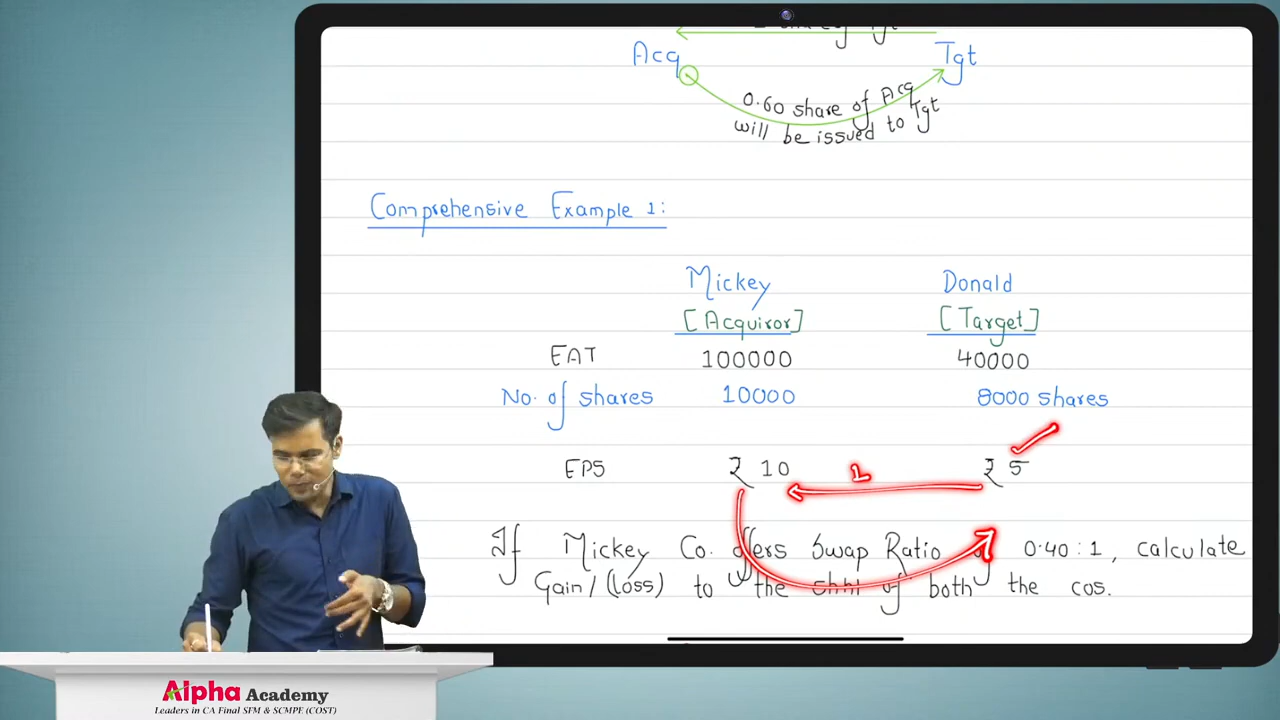 Acq Tgt
0.60 share of Acq
will be issued to Tgt
Comprehensive Example 1:
Mickey Donald
[Acquiror] [Target]
EAT 100000 40000
No. of shares 10000 8000 shares
EPS ₹ 10 1 ₹ 5
If Mickey Co. offers Swap Ratio of 0.40 : 1, calculate
Gain/(Loss) to the shhl of both the cos.
Alpha Academy
Leaders in CA Final SFM & SCMPE (COST)